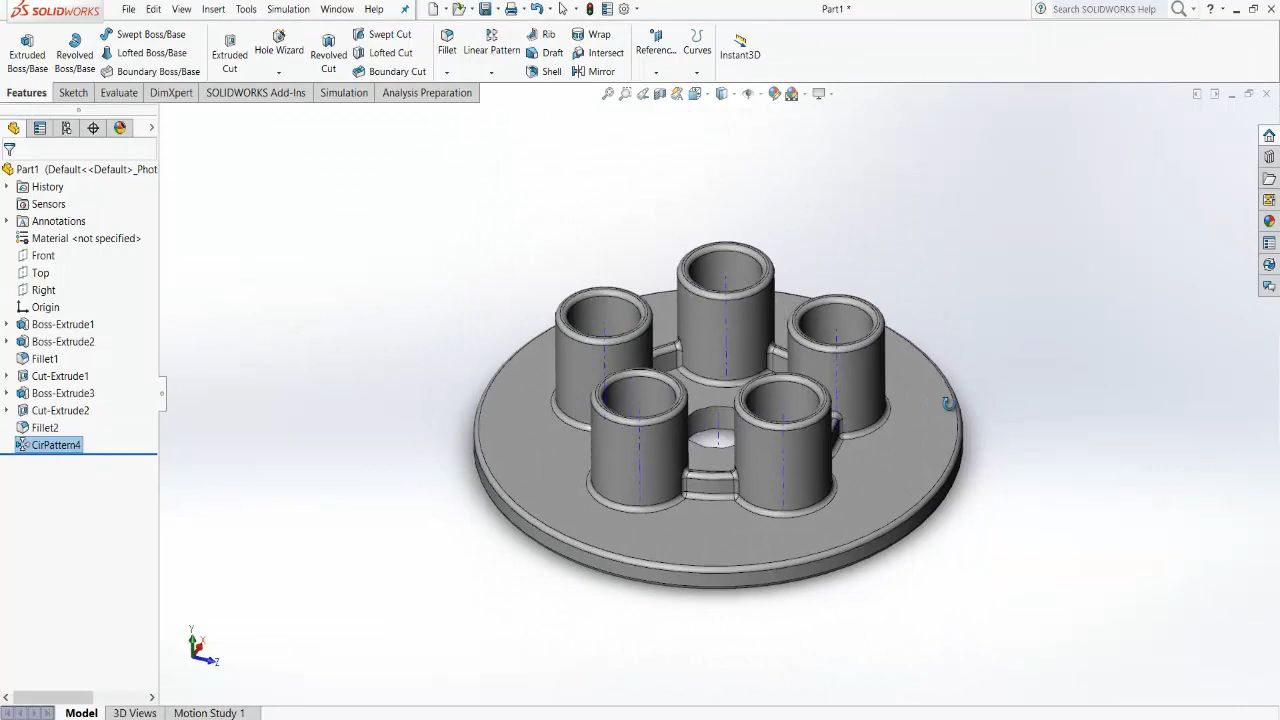 SOLIDWORKS File Edit View Insert Tools Simulation Window Help Part1 * Search SOLIDWORKS Help ?
Extruded Boss/Base
Revolved Boss/Base
Swept Boss/Base
Lofted Boss/Base
Boundary Boss/Base
Extruded Cut
Hole Wizard
Revolved Cut
Swept Cut
Lofted Cut
Boundary Cut
Fillet
Linear Pattern
Rib
Draft
Shell
Wrap
Intersect
Mirror
Referenc...
Curves
Instant3D
Features Sketch Evaluate DimXpert SOLIDWORKS Add-Ins Simulation Analysis Preparation
Part1 (Default<<Default>_Phot
History
Sensors
Annotations
Material <not specified>
Front
Top
Right
Origin
Boss-Extrude1
Boss-Extrude2
Fillet1
Cut-Extrude1
Boss-Extrude3
Cut-Extrude2
Fillet2
CirPattern4
Y
X
Z
Model 3D Views Motion Study 1